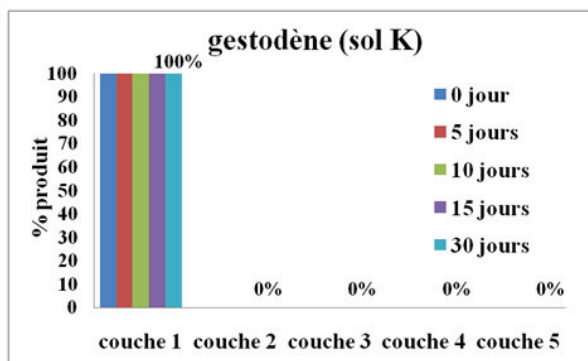 gestodène (sol K)
100%
% produit
100
90
80
70
60
50
40
30
20
10
0
0 jour
5 jours
10 jours
15 jours
30 jours
0% 0% 0% 0%
couche 1 couche 2 couche 3 couche 4 couche 5